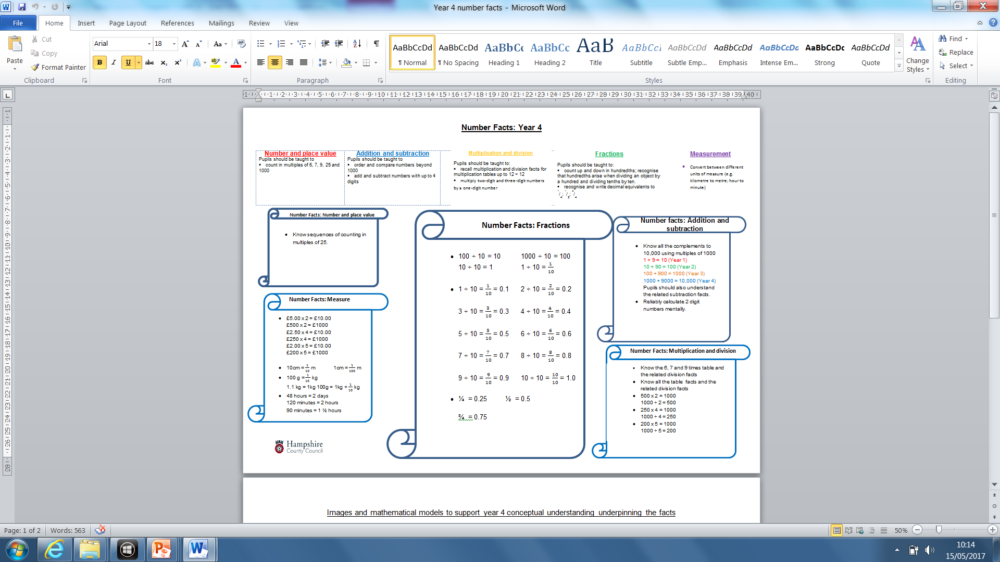 Year 4 number facts - Microsoft Word
File Home Insert Page Layout References Mailings Review View
Paste
Cut
Copy
Format Painter
Clipboard
Arial 18
Font
Paragraph
AaBbCcDd AaBbCcDd AaBbCc AaBbCc AaB AaBbCcI AaBbCcDd AaBbCcDd AaBbCcDd AaBbCcDc AaBbCcDd
¶ Normal ¶ No Spacing Heading 1 Heading 2 Title Subtitle Subtle Emp... Emphasis Intense Em... Strong Quote
Styles
Change Styles
Find
Replace
Select
Editing
Number Facts: Year 4
Number and place value
Pupils should be taught to
▪ count in multiples of 6, 7, 9, 25 and
1000
Addition and subtraction
Pupils should be taught to
▪ order and compare numbers beyond
1000
▪ add and subtract numbers with up to 4
digits
Multiplication and division
Pupils should be taught to:
▪ recall multiplication and division facts for
multiplication tables up to 12 × 12
▪ multiply two-digit and three-digit numbers
by a one-digit number
Fractions
Pupils should be taught to:
▪ count up and down in hundredths; recognise
that hundredths arise when dividing an object by
a hundred and dividing tenths by ten.
▪ recognise and write decimal equivalents to
Measurement
• Convert between different
units of measure (e.g.
kilometre to metre; hour to
minute)
Number Facts: Number and place value
• Know sequences of counting in
multiples of 25.
Number Facts: Measure
• £5.00 x 2 = £10.00
£500 x 2 = £1000
£2.50 x 4 = £10.00
£250 x 4 = £1000
£2.00 x 5 = £10.00
£200 x 5 = £1000
• 10cm = 1/10 m 1cm = 1/100 m
• 100 g = 1/10 kg
1.1 kg = 1kg 100g = 1kg + 1/10 kg
• 48 hours = 2 days
120 minutes = 2 hours
90 minutes = 1 ½ hours
Hampshire
County Council
Number Facts: Fractions
• 100 ÷ 10 = 10 1000 ÷ 10 = 100
10 ÷ 10 = 1 1 ÷ 10 = 1/10
• 1 ÷ 10 = 1/10 = 0.1 2 ÷ 10 = 2/10 = 0.2
3 ÷ 10 = 3/10 = 0.3 4 ÷ 10 = 4/10 = 0.4
5 ÷ 10 = 5/10 = 0.5 6 ÷ 10 = 6/10 = 0.6
7 ÷ 10 = 7/10 = 0.7 8 ÷ 10 = 8/10 = 0.8
9 ÷ 10 = 9/10 = 0.9 10 ÷ 10 = 10/10 = 1.0
• ¼ = 0.25 ½ = 0.5
¾ = 0.75
Number facts: Addition and
subtraction
• Know all the complements to
10,000 using multiples of 1000
1 + 9 = 10 (Year 1)
10 + 90 = 100 (Year 2)
100 + 900 = 1000 (Year 3)
1000 + 9000 = 10,000 (Year 4)
Pupils should also understand
the related subtraction facts.
• Reliably calculate 2 digit
numbers mentally.
Number Facts: Multiplication and division
• Know the 6, 7 and 9 times table and
the related division facts
• Know all the table facts and the
related division facts
• 500 x 2 = 1000
1000 ÷ 2 = 500
• 250 x 4 = 1000
1000 ÷ 4 = 250
• 200 x 5 = 1000
1000 ÷ 5 = 200
Images and mathematical models to support year 4 conceptual understanding underpinning the facts
Page: 1 of 2 Words: 563 50%
10:14
15/05/2017